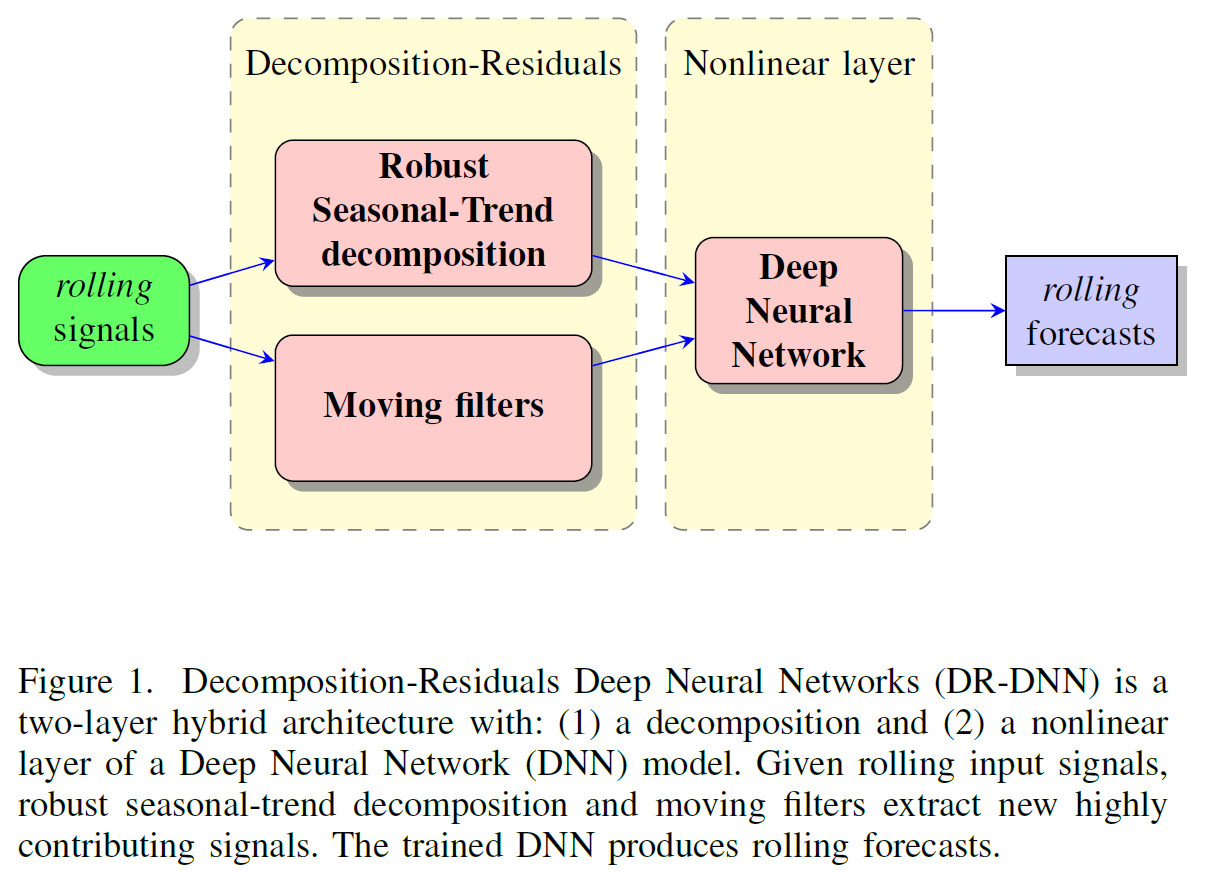 Decomposition-Residuals
Nonlinear layer
Robust
Seasonal-Trend
decomposition
rolling
signals
Moving filters
Deep
Neural
Network
rolling
forecasts
Figure 1. Decomposition-Residuals Deep Neural Networks (DR-DNN) is a
two-layer hybrid architecture with: (1) a decomposition and (2) a nonlinear
layer of a Deep Neural Network (DNN) model. Given rolling input signals,
robust seasonal-trend decomposition and moving filters extract new highly
contributing signals. The trained DNN produces rolling forecasts.